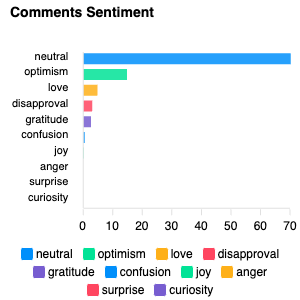 Comments Sentiment
neutral
optimism
love
disapproval
gratitude
confusion
joy
anger
surprise
curiosity
0 10 20 30 40 50 60 70
neutral optimism love disapproval
gratitude confusion joy anger
surprise curiosity